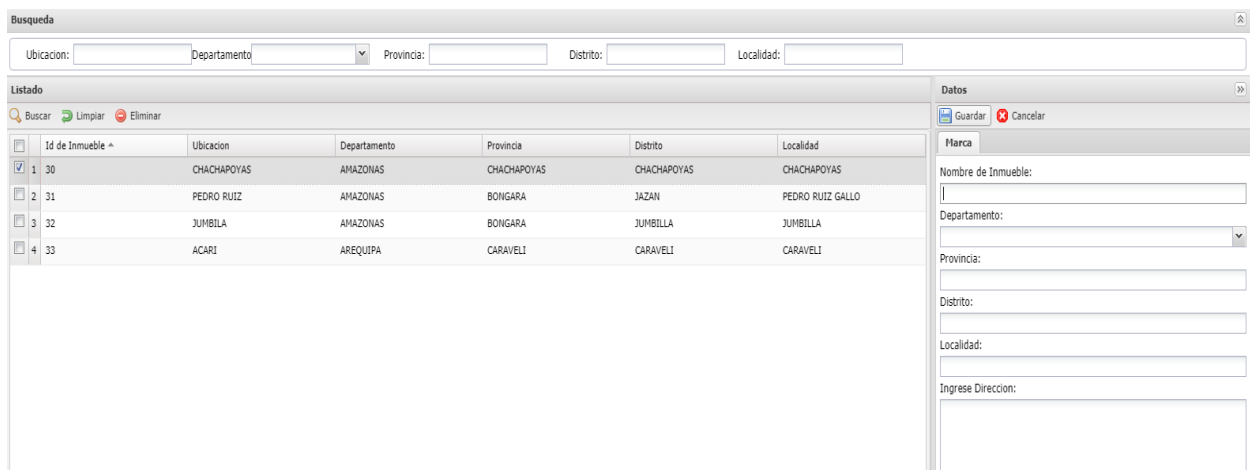 Busqueda
Ubicacion: Departamento Provincia: Distrito: Localidad:
Listado
Buscar Limpiar Eliminar
Id de Inmueble Ubicacion Departamento Provincia Distrito Localidad
1 30 CHACHAPOYAS AMAZONAS CHACHAPOYAS CHACHAPOYAS CHACHAPOYAS
2 31 PEDRO RUIZ AMAZONAS BONGARA JAZAN PEDRO RUIZ GALLO
3 32 JUMBILA AMAZONAS BONGARA JUMBILLA JUMBILLA
4 33 ACARI AREQUIPA CARAVELI CARAVELI CARAVELI
Datos
Guardar Cancelar
Marca
Nombre de Inmueble:
Departamento:
Provincia:
Distrito:
Localidad:
Ingrese Direccion: